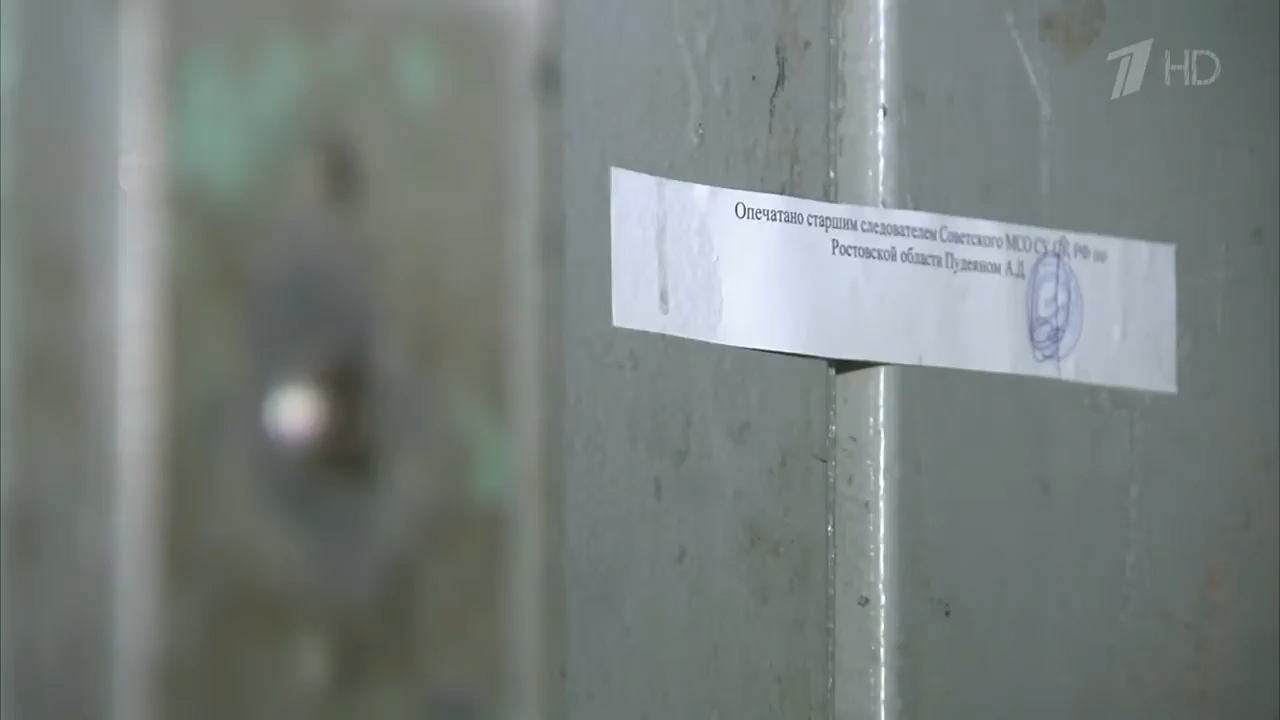 HD
Опечатано старшим следователем Советского МСО СУ СК РФ по
Ростовской области Пудеяном А.Д.